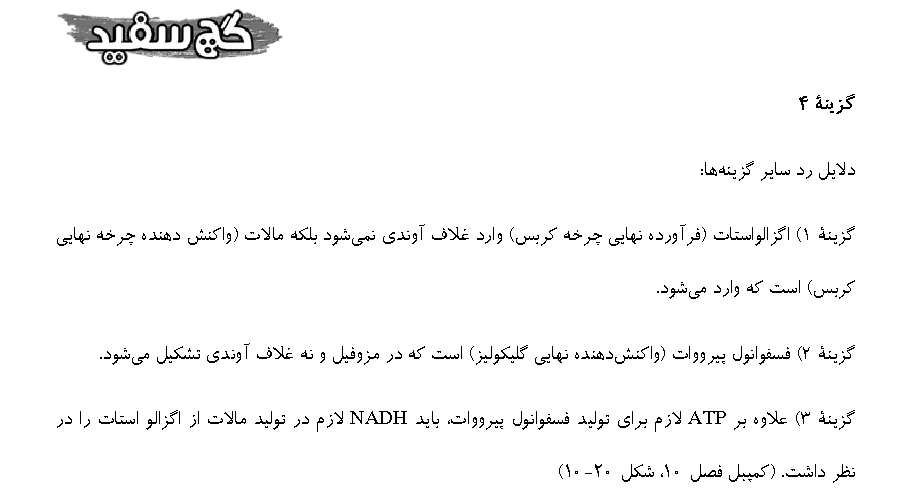 گچ سفید
گزینهٔ ۴
دلایل رد سایر گزینه‌ها:
گزینهٔ ۱) اگزالواستات (فرآورده نهایی چرخه کربس) وارد غلاف آوندی نمی‌شود بلکه مالات (واکنش دهنده چرخه نهایی
کربس) است که وارد می‌شود.
گزینهٔ ۲) فسفوانول پیرووات (واکنش‌دهنده نهایی گلیکولیز) است که در مزوفیل و نه غلاف آوندی تشکیل می‌شود.
گزینهٔ ۳) علاوه بر ATP لازم برای تولید فسفوانول پیرووات، باید NADH لازم در تولید مالات از اگزالو استات را در
نظر داشت. (کمپبل فصل ۱۰، شکل ۲۰-۱۰)